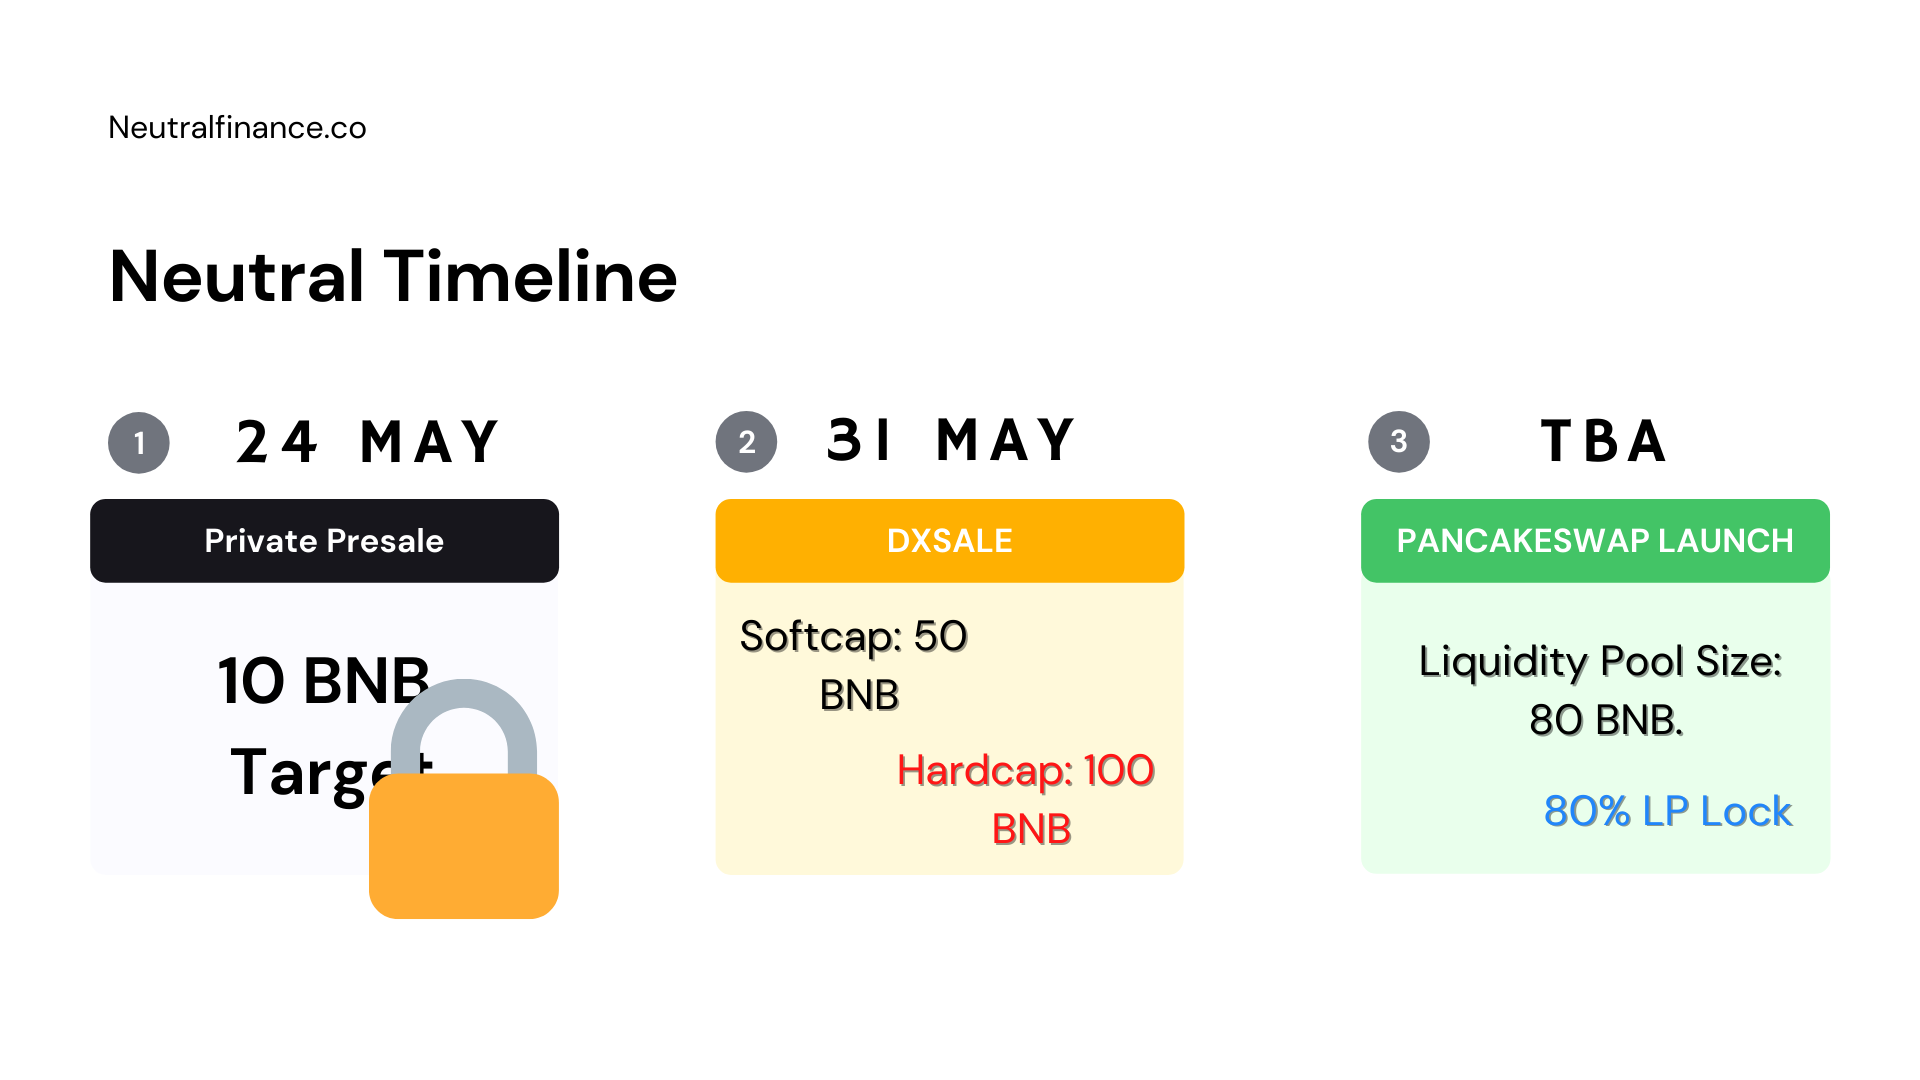 Neutralfinance.co
Neutral Timeline
1 24 MAY
Private Presale
10 BNB
Target
2 31 MAY
DXSALE
Softcap: 50
BNB
Hardcap: 100
BNB
3 TBA
PANCAKESWAP LAUNCH
Liquidity Pool Size:
80 BNB.
80% LP Lock